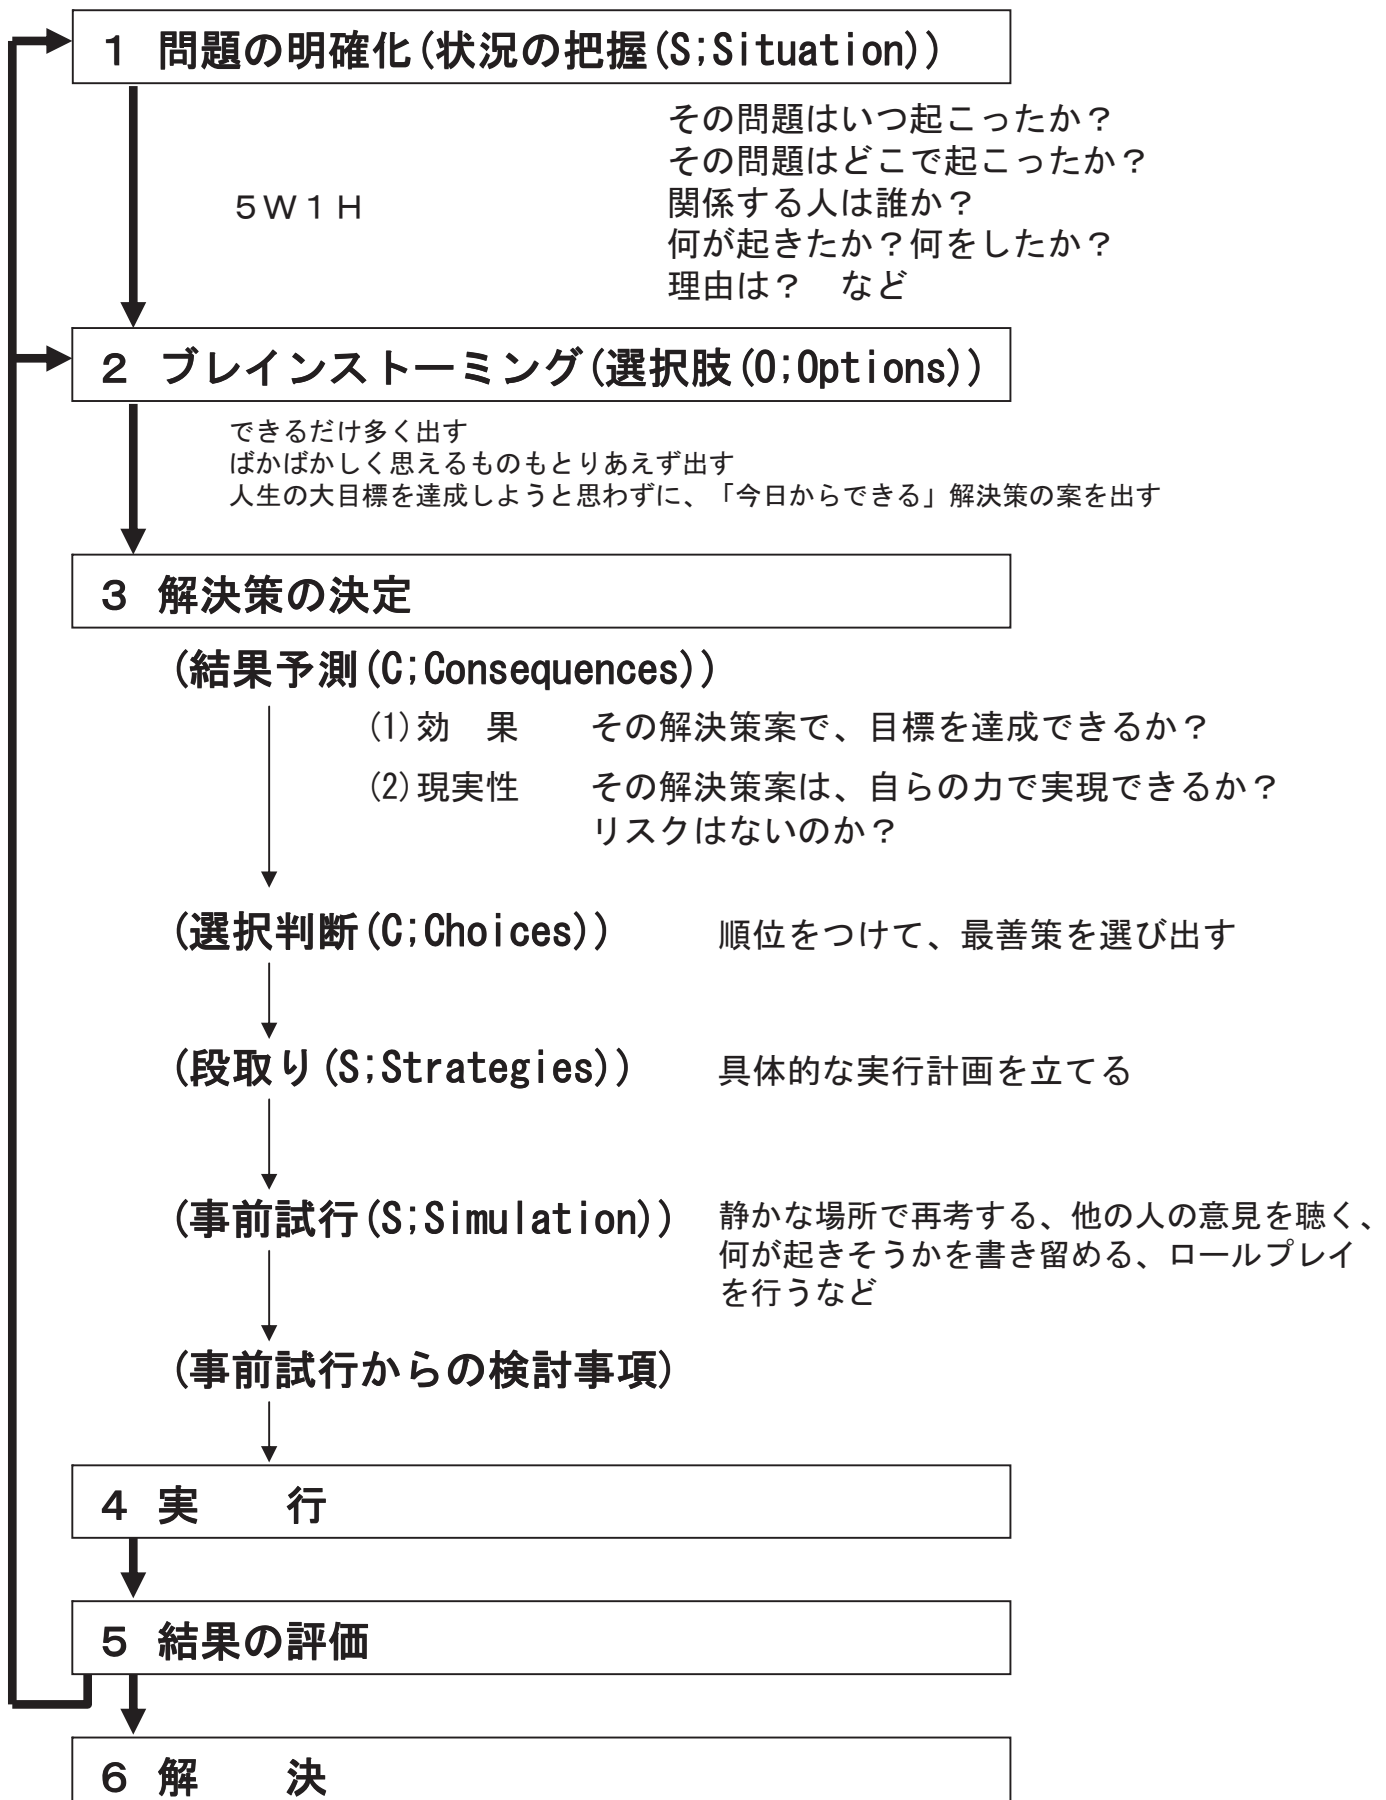 １ 問題の明確化(状況の把握(S;Situation))
その問題はいつ起こったか？
その問題はどこで起こったか？
５Ｗ１Ｈ
関係する人は誰か？
何が起きたか？何をしたか？
理由は？　など
２ ブレインストーミング(選択肢(O;Options))
できるだけ多く出す
ばかばかしく思えるものもとりあえず出す
人生の大目標を達成しようと思わずに、「今日からできる」解決策の案を出す
３ 解決策の決定
(結果予測(C;Consequences))
(1)効　果　　その解決策案で、目標を達成できるか？
(2)現実性　　その解決策案は、自らの力で実現できるか？
リスクはないのか？
(選択判断(C;Choices))　　順位をつけて、最善策を選び出す
(段取り(S;Strategies))　　具体的な実行計画を立てる
(事前試行(S;Simulation))　静かな場所で再考する、他の人の意見を聴く、
何が起きそうかを書き留める、ロールプレイ
を行うなど
(事前試行からの検討事項)
４ 実　　行
５ 結果の評価
６ 解　　決